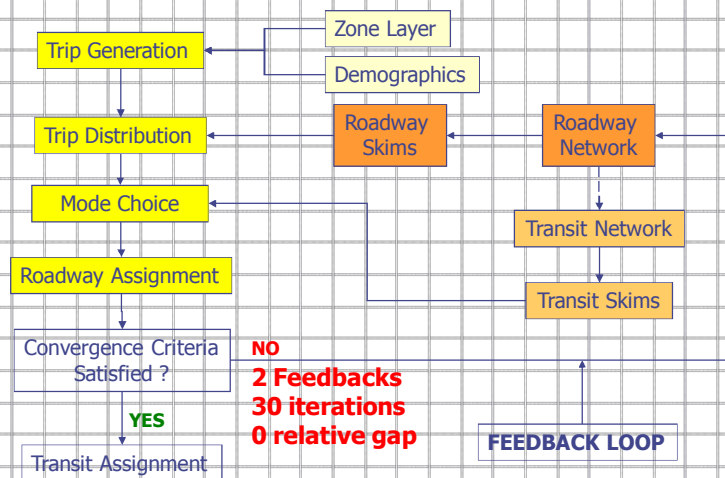 Zone Layer
Trip Generation
Demographics
Roadway
Skims
Roadway
Network
Trip Distribution
Mode Choice
Transit Network
Roadway Assignment
Transit Skims
Convergence Criteria
Satisfied ?
NO
2 Feedbacks
30 iterations
0 relative gap
YES
FEEDBACK LOOP
Transit Assignment